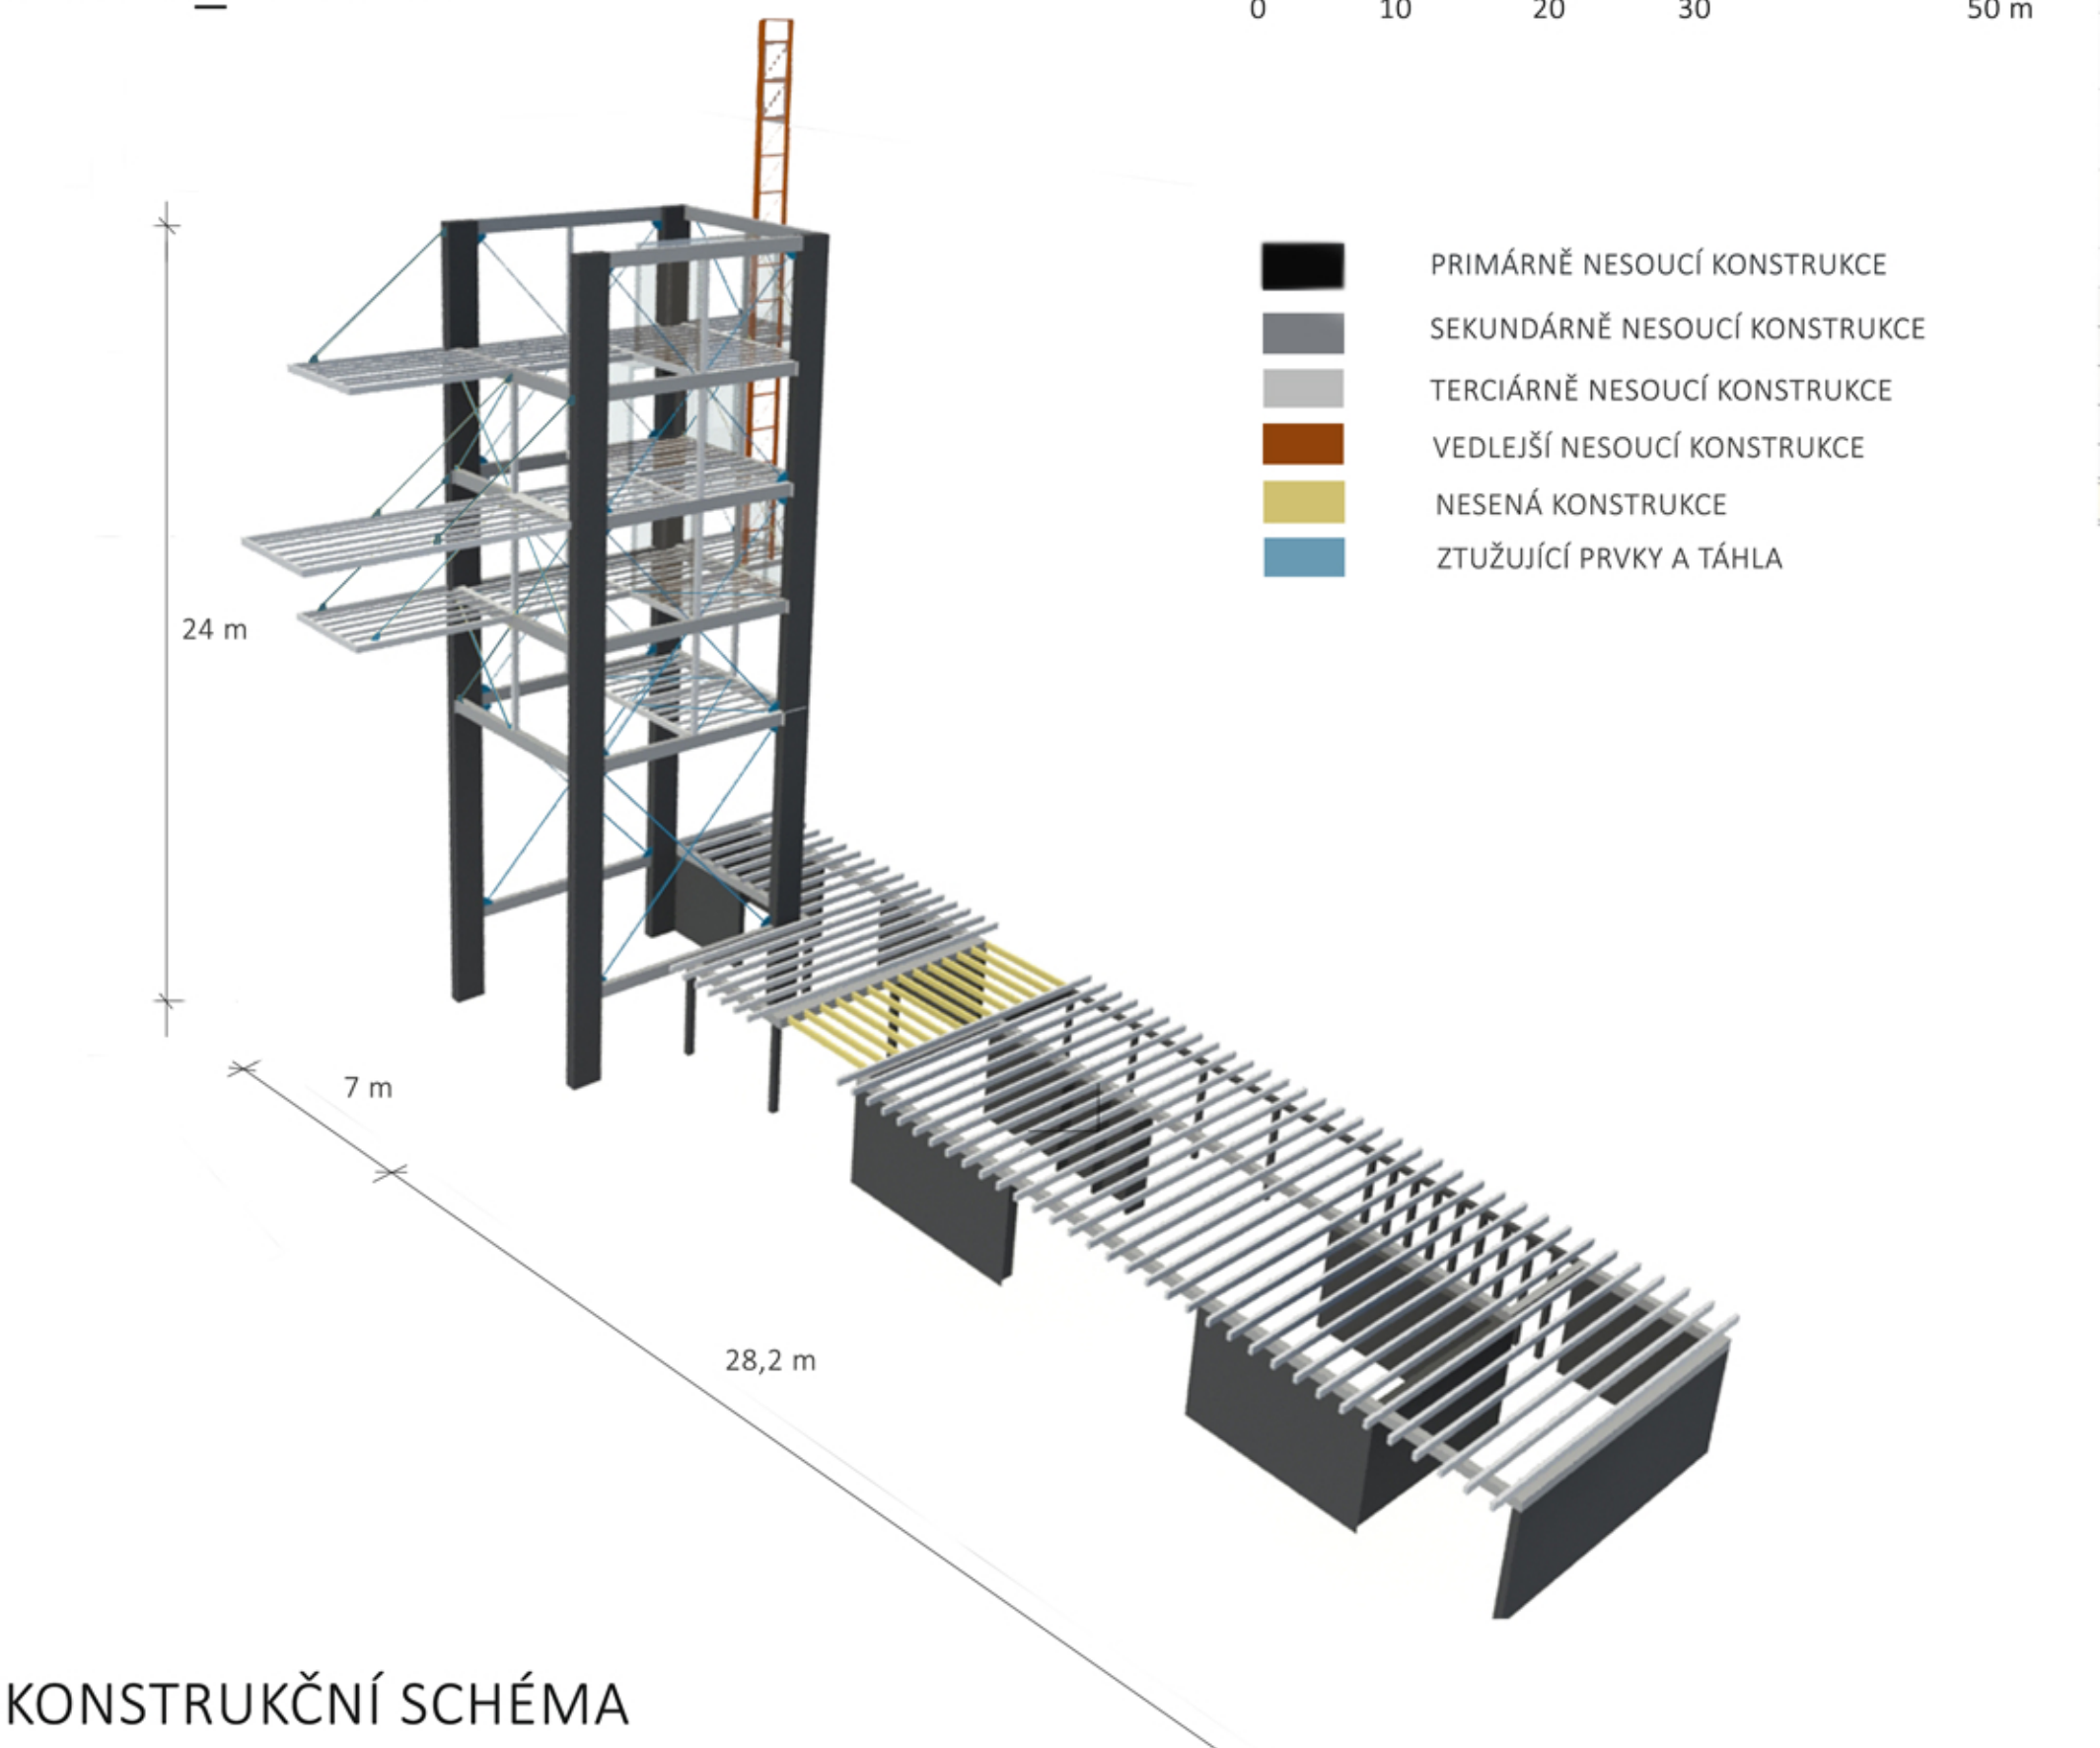 0 10 20 30 50 m
PRIMÁRNĚ NESOUCÍ KONSTRUKCE
SEKUNDÁRNĚ NESOUCÍ KONSTRUKCE
TERCIÁRNĚ NESOUCÍ KONSTRUKCE
VEDLEJŠÍ NESOUCÍ KONSTRUKCE
NESENÁ KONSTRUKCE
ZTUŽUJÍCÍ PRVKY A TÁHLA
24 m
7 m
28,2 m
KONSTRUKČNÍ SCHÉMA